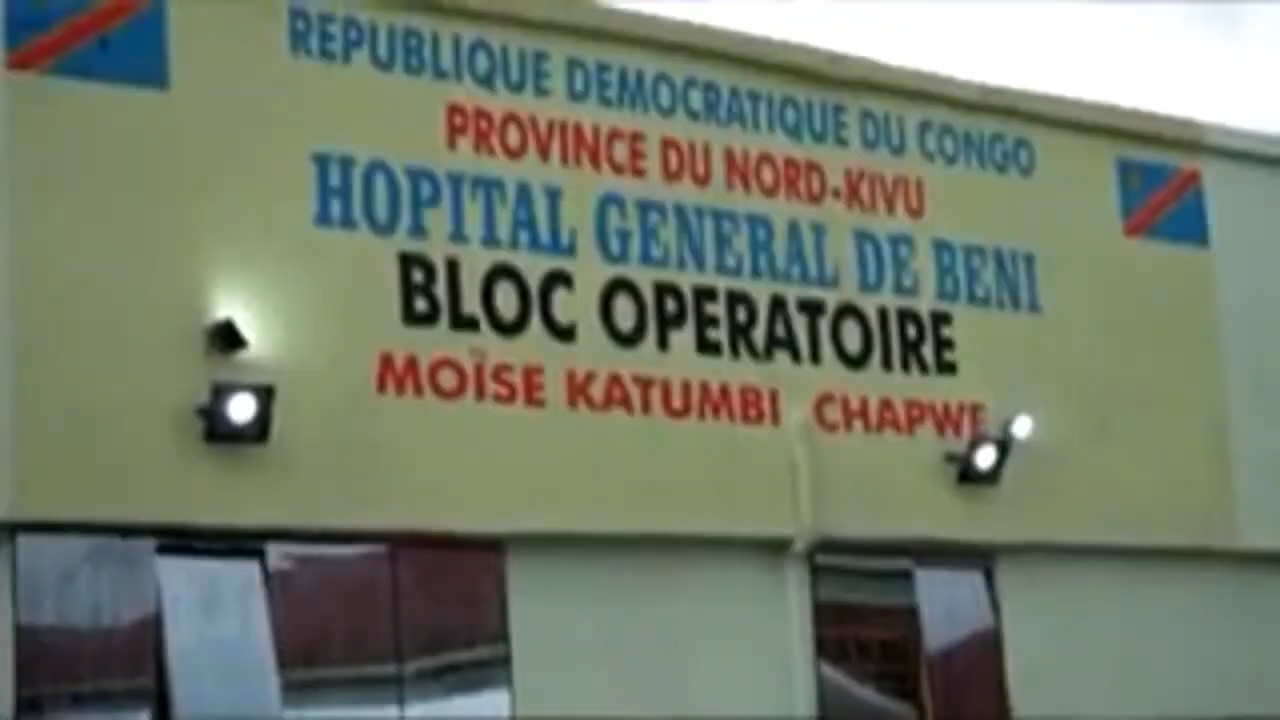 REPUBLIQUE DEMOCRATIQUE DU CONGO
PROVINCE DU NORD-KIVU
HOPITAL GENERAL DE BENI
BLOC OPERATOIRE
MOÏSE KATUMBI CHAPWE